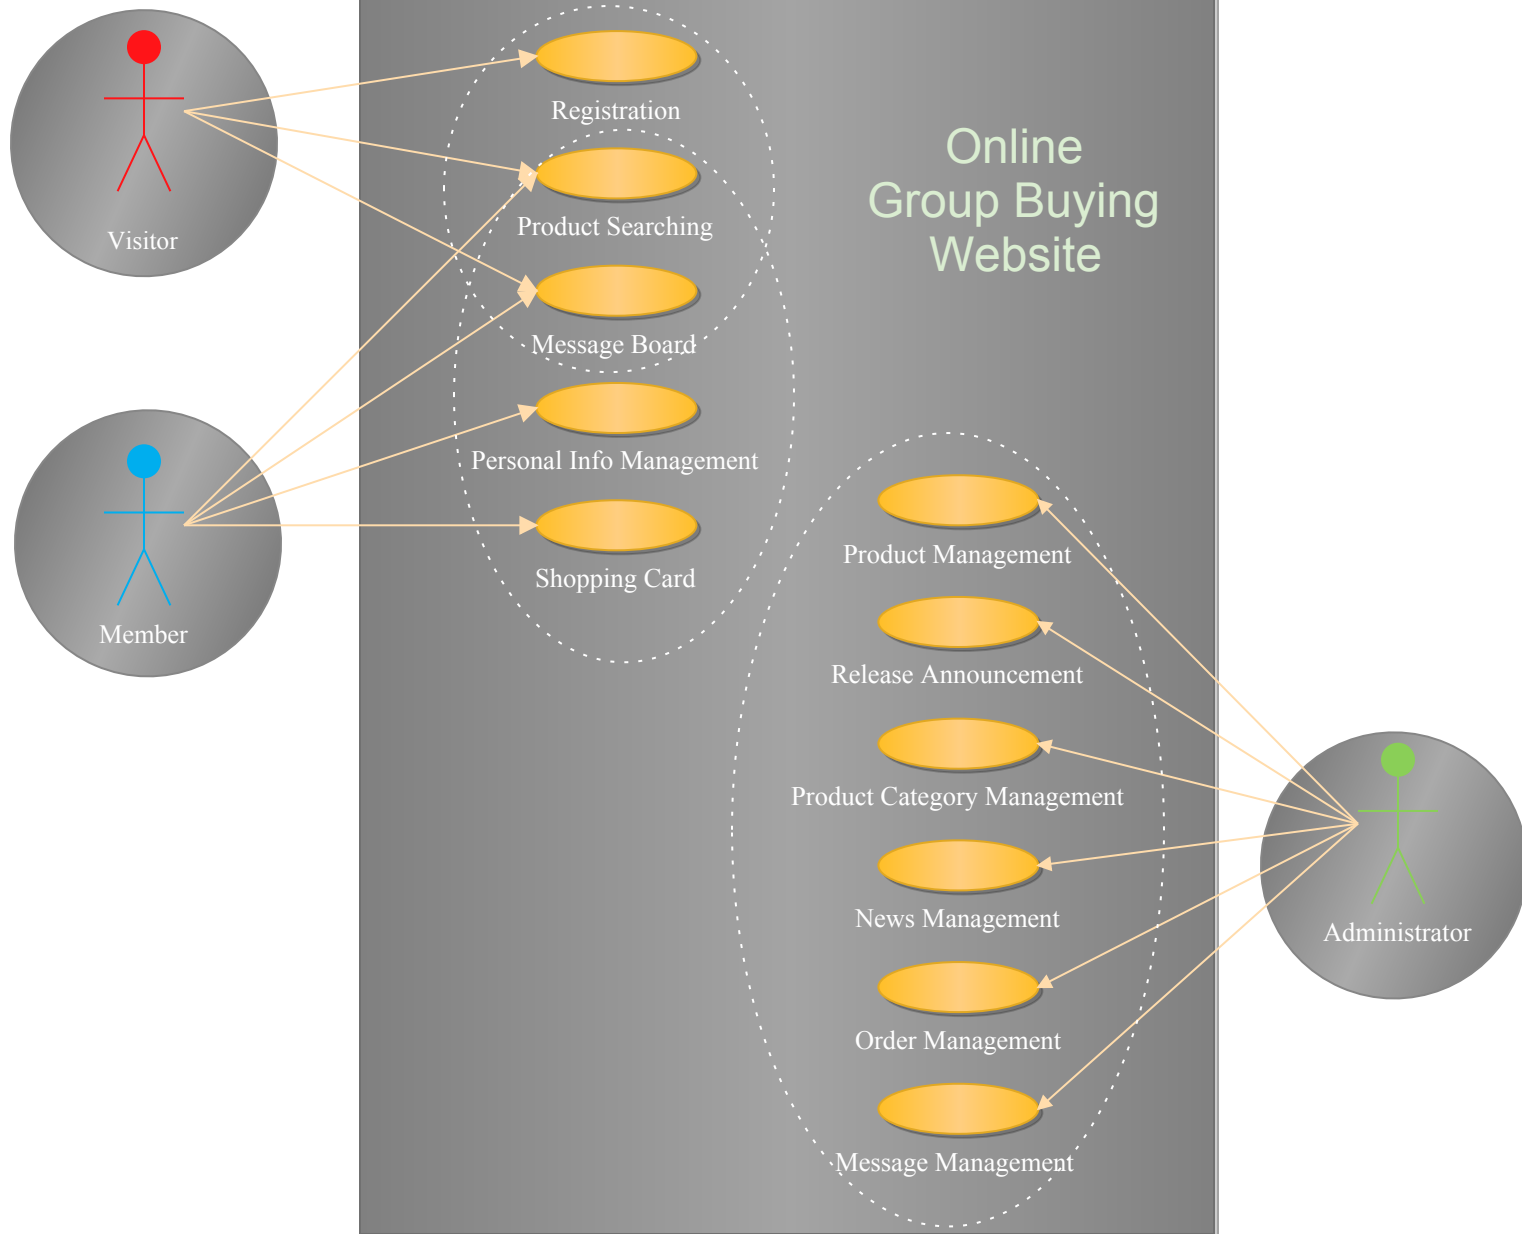 Visitor
Member
Registration
Product Searching
Message Board
Personal Info Management
Shopping Card
Online
Group Buying
Website
Product Management
Release Announcement
Product Category Management
News Management
Order Management
Message Management
Administrator